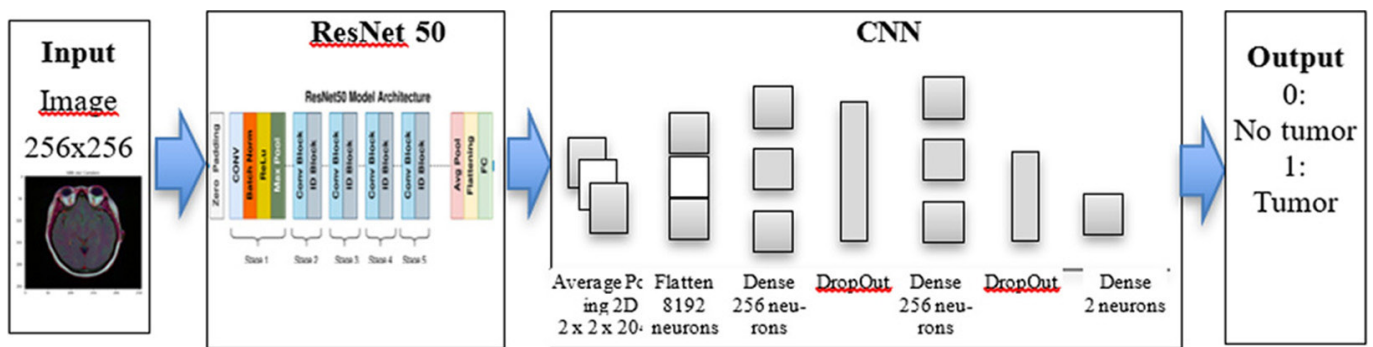 Input
Image
256x256
ResNet 50
ResNet50 Model Architecture
Zero Padding
CONV
Batch Norm
ReLu
Max Pool
Conv Block
ID Block
Conv Block
ID Block
Conv Block
ID Block
Conv Block
ID Block
Avg Pool
Flattening
FC
Stage 1
Stage 2
Stage 3
Stage 4
Stage 5
CNN
Average Po
ing 2D
2 x 2 x 204
Flatten
8192
neurons
Dense
256 neu-
rons
DropOut
Dense
256 neu-
rons
DropOut
Dense
2 neurons
Output
0:
No tumor
1:
Tumor